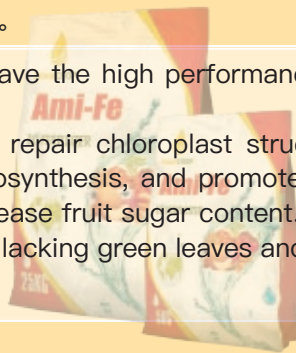 。
ave the high performanc
Ami-Fe
repair chloroplast struc
osynthesis, and promote
ease fruit sugar content.
lacking green leaves and
25KG